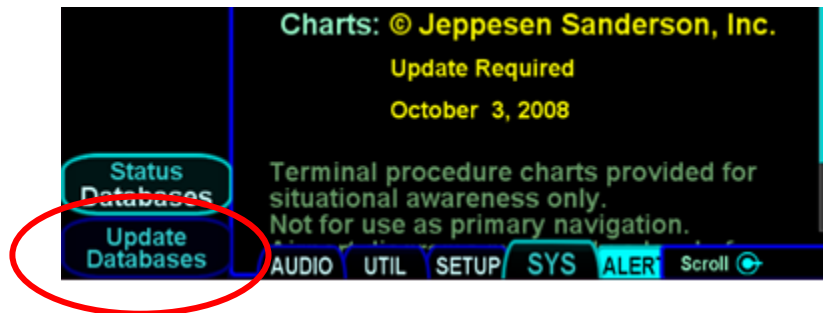 Charts: © Jeppesen Sanderson, Inc.
Update Required
October 3, 2008
Status
Databases
Terminal procedure charts provided for
situational awareness only.
Not for use as primary navigation.
Update
Databases
AUDIO UTIL SETUP SYS ALERT Scroll